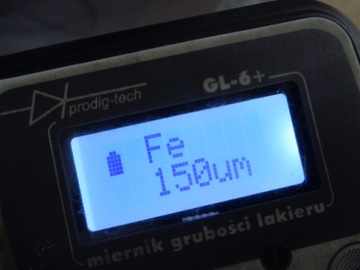 GL-6+
prodig-tech
Fe
150um
miernik grubości lakieru